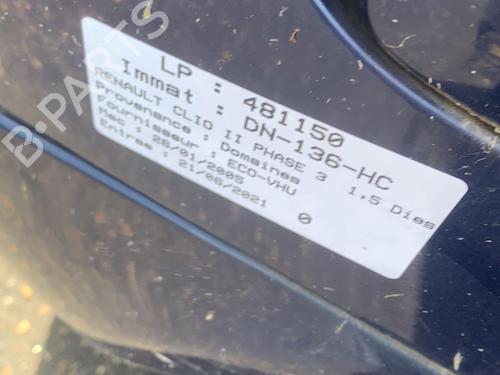 B-PARTS
LP : 481150
Immat : DN-136-HC
RENAULT CLIO II PHASE 3 1,5 Dies
Provenance : Domaines
Fournisseur : ECO-VHU
Mec : 26/01/2005
Entree : 21/06/2021 0